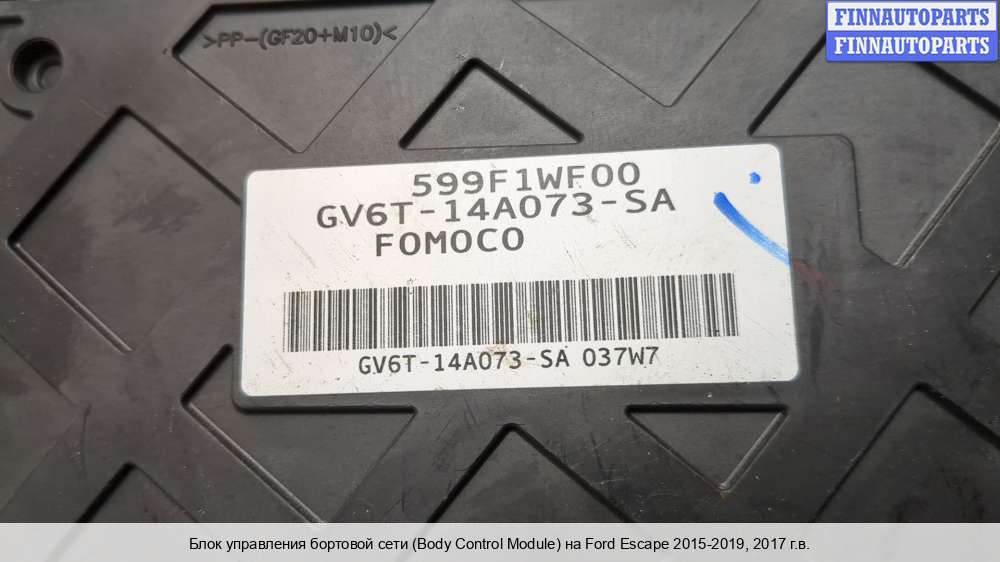 >PP-(GF20+M10)<
FINNAUTOPARTS
FINNAUTOPARTS
599F1WF00
GV6T-14A073-SA
FOMOCO
GV6T-14A073-SA 037W7
Блок управления бортовой сети (Body Control Module) на Ford Escape 2015-2019, 2017 г.в.